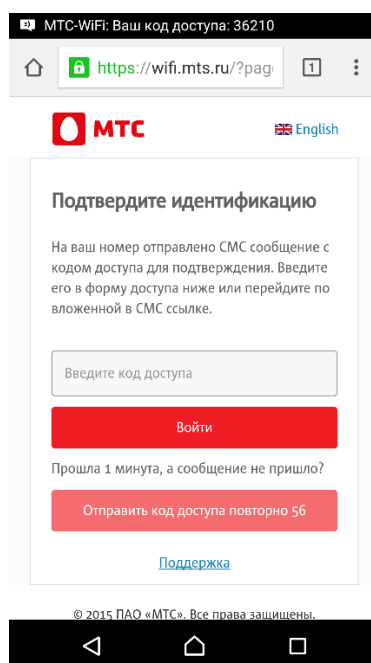 МТС-WiFi: Ваш код доступа: 36210
https://wifi.mts.ru/?pag
1
МТС
English
Подтвердите идентификацию
На ваш номер отправлено СМС сообщение с
кодом доступа для подтверждения. Введите
его в форму доступа ниже или перейдите по
вложенной в СМС ссылке.
Введите код доступа
Войти
Прошла 1 минута, а сообщение не пришло?
Отправить код доступа повторно 56
Поддержка
© 2015 ПАО «МТС». Все права защищены.